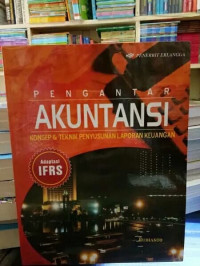 PENERBIT ERLANGGA
PENGANTAR
AKUNTANSI
KONSEP & TEKNIK PENYUSUNAN LAPORAN KEUANGAN
Adaptasi
IFRS